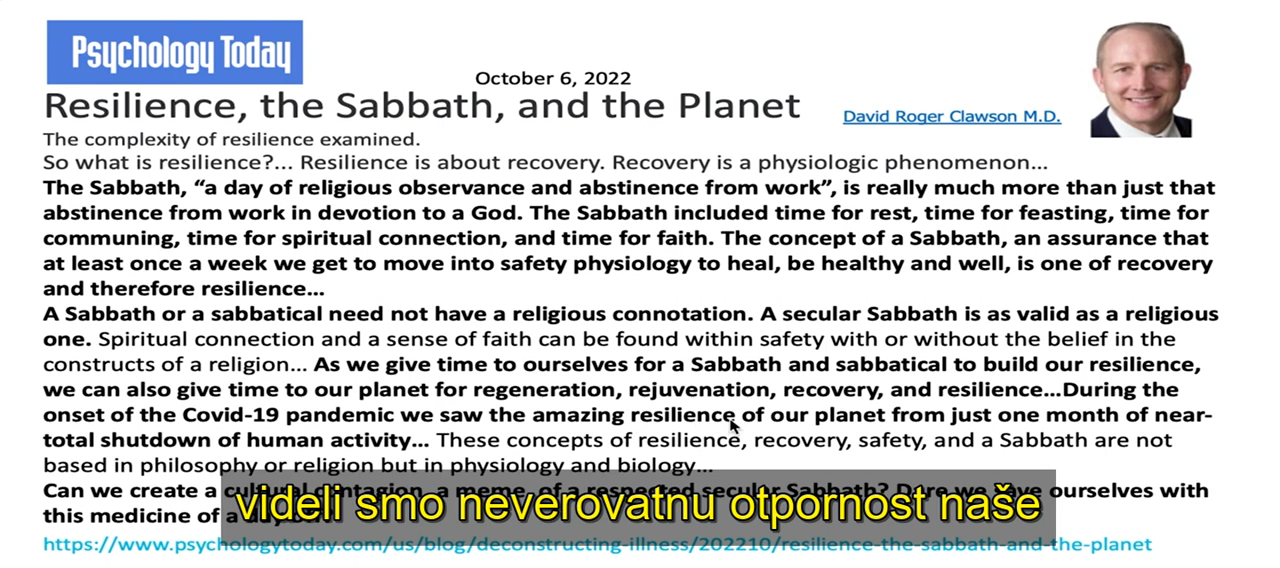 Psychology Today
October 6, 2022
Resilience, the Sabbath, and the Planet
David Roger Clawson M.D.
The complexity of resilience examined.
So what is resilience?... Resilience is about recovery. Recovery is a physiologic phenomenon...
The Sabbath, “a day of religious observance and abstinence from work”, is really much more than just that
abstinence from work in devotion to a God. The Sabbath included time for rest, time for feasting, time for
communing, time for spiritual connection, and time for faith. The concept of a Sabbath, an assurance that
at least once a week we get to move into safety physiology to heal, be healthy and well, is one of recovery
and therefore resilience...
A Sabbath or a sabbatical need not have a religious connotation. A secular Sabbath is as valid as a religious
one. Spiritual connection and a sense of faith can be found within safety with or without the belief in the
constructs of a religion... As we give time to ourselves for a Sabbath and sabbatical to build our resilience,
we can also give time to our planet for regeneration, rejuvenation, recovery, and resilience...During the
onset of the Covid-19 pandemic we saw the amazing resilience of our planet from just one month of near-
total shutdown of human activity... These concepts of resilience, recovery, safety, and a Sabbath are not
based in philosophy or religion but in physiology and biology...
Can we create a cultural contagion, a meme, of a respected secular Sabbath? Dare we save ourselves with
this medicine of a
videli smo neverovatnu otpornost naše
https://www.psychologytoday.com/us/blog/deconstructing-illness/202210/resilience-the-sabbath-and-the-planet